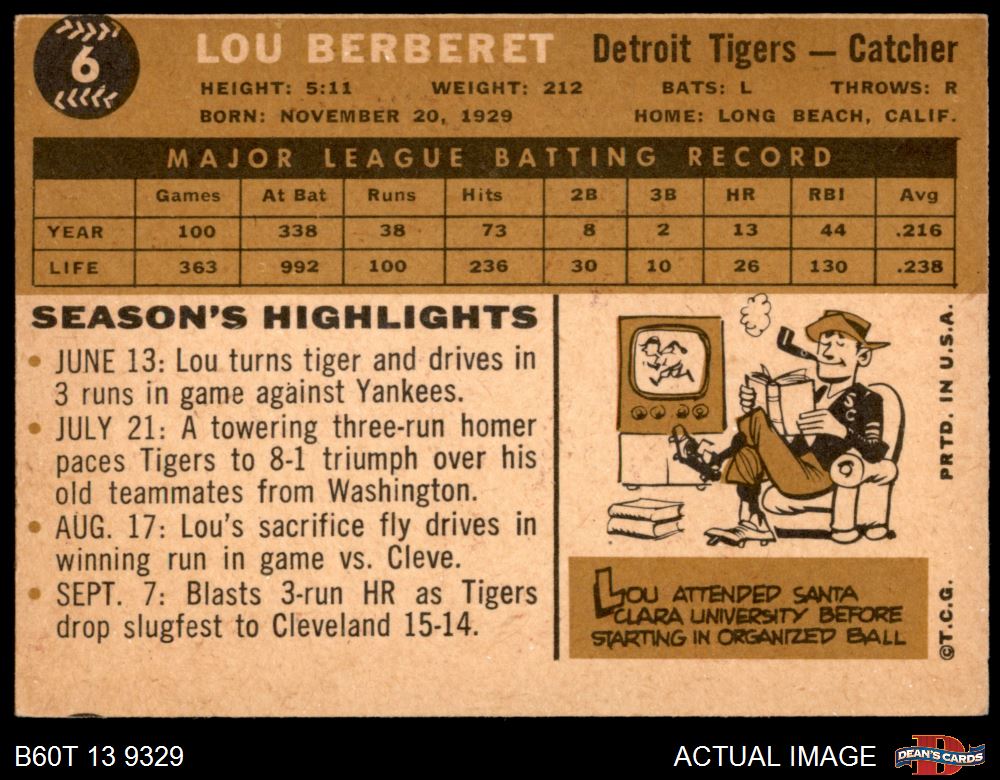 6
LOU BERBERET Detroit Tigers — Catcher
HEIGHT: 5:11 WEIGHT: 212 BATS: L THROWS: R
BORN: NOVEMBER 20, 1929 HOME: LONG BEACH, CALIF.
MAJOR LEAGUE BATTING RECORD
Games At Bat Runs Hits 2B 3B HR RBI Avg
YEAR 100 338 38 73 8 2 13 44 .216
LIFE 363 992 100 236 30 10 26 130 .238
SEASON'S HIGHLIGHTS
• JUNE 13: Lou turns tiger and drives in
3 runs in game against Yankees.
• JULY 21: A towering three-run homer
paces Tigers to 8-1 triumph over his
old teammates from Washington.
• AUG. 17: Lou's sacrifice fly drives in
winning run in game vs. Cleve.
• SEPT. 7: Blasts 3-run HR as Tigers
drop slugfest to Cleveland 15-14.
SC
LOU ATTENDED SANTA
CLARA UNIVERSITY BEFORE
STARTING IN ORGANIZED BALL
©T.C.G. PRTD. IN U.S.A.
B60T 13 9329 ACTUAL IMAGE
D
DEAN'S CARDS